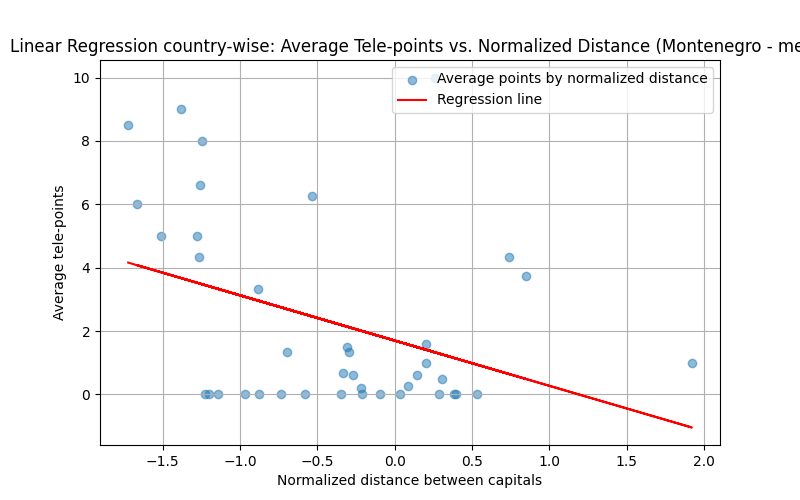 Linear Regression country-wise: Average Tele-points vs. Normalized Distance (Montenegro - me
Average points by normalized distance
Regression line
10
8
6
4
2
0
Average tele-points
−1.5 −1.0 −0.5 0.0 0.5 1.0 1.5 2.0
Normalized distance between capitals